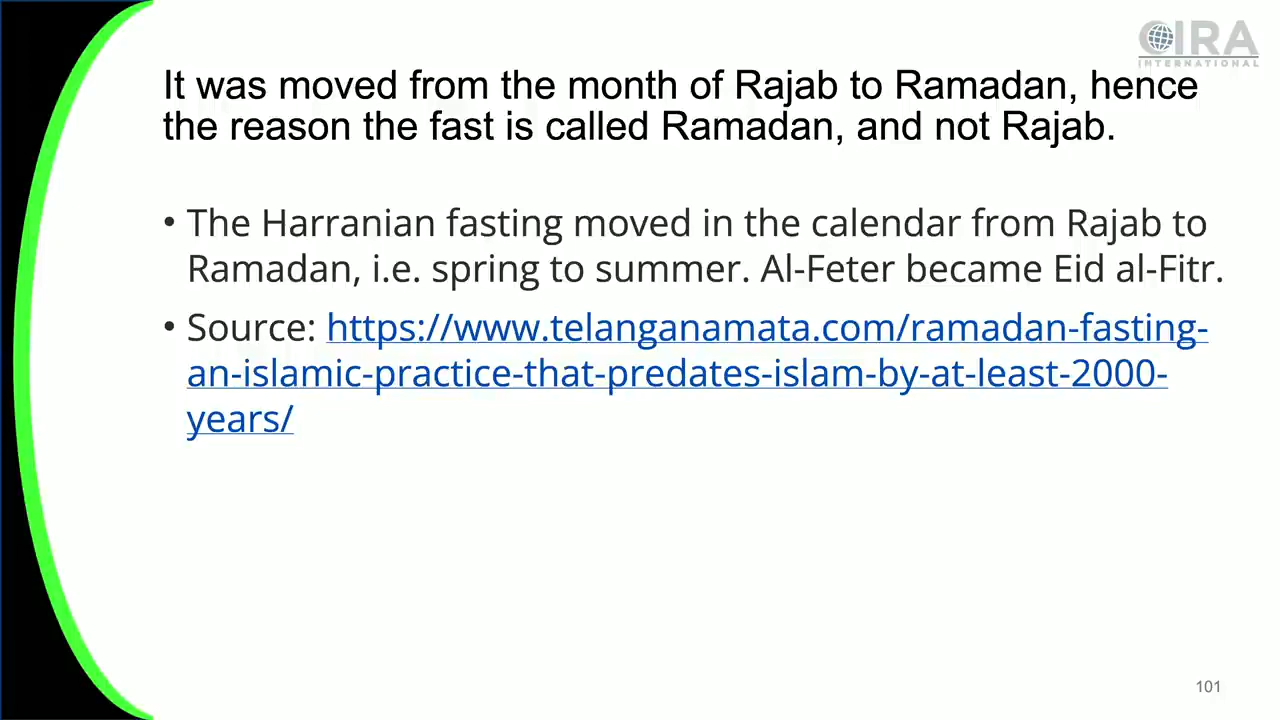 CIRA
INTERNATIONAL
It was moved from the month of Rajab to Ramadan, hence
the reason the fast is called Ramadan, and not Rajab.
• The Harranian fasting moved in the calendar from Rajab to
Ramadan, i.e. spring to summer. Al-Feter became Eid al-Fitr.
• Source: https://www.telanganamata.com/ramadan-fasting-
an-islamic-practice-that-predates-islam-by-at-least-2000-
years/
101